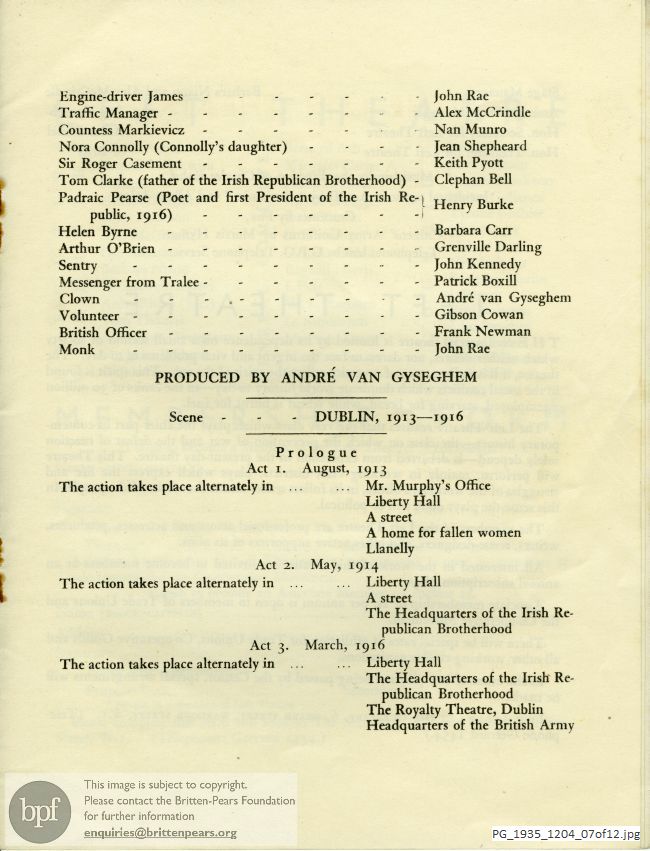 Engine-driver James - - - - - - - John Rae
Traffic Manager - - - - - - - - Alex McCrindle
Countess Markievicz - - - - - - - Nan Munro
Nora Connolly (Connolly's daughter) - - - - Jean Shepheard
Sir Roger Casement - - - - - - - Keith Pyott
Tom Clarke (father of the Irish Republican Brotherhood) - Clephan Bell
Padraic Pearse (Poet and first President of the Irish Re-
public, 1916) - - - - - - - Henry Burke
Helen Byrne - - - - - - - - Barbara Carr
Arthur O'Brien - - - - - - - - Grenville Darling
Sentry - - - - - - - - - John Kennedy
Messenger from Tralee - - - - - - - Patrick Boxill
Clown - - - - - - - - - André van Gyseghem
Volunteer - - - - - - - - - Gibson Cowan
British Officer - - - - - - - - Frank Newman
Monk - - - - - - - - - John Rae
PRODUCED BY ANDRÉ VAN GYSEGHEM
Scene - - - DUBLIN, 1913—1916
Prologue
Act 1. August, 1913
The action takes place alternately in ... ... Mr. Murphy's Office
Liberty Hall
A street
A home for fallen women
Llanelly
Act 2. May, 1914
The action takes place alternately in ... ... Liberty Hall
A street
The Headquarters of the Irish Re-
publican Brotherhood
Act 3. March, 1916
The action takes place alternately in ... ... Liberty Hall
The Headquarters of the Irish Re-
publican Brotherhood
The Royalty Theatre, Dublin
Headquarters of the British Army
bpf
This image is subject to copyright.
Please contact the Britten-Pears Foundation
for further information
enquiries@brittenpears.org
PG_1935_1204_07of12.jpg